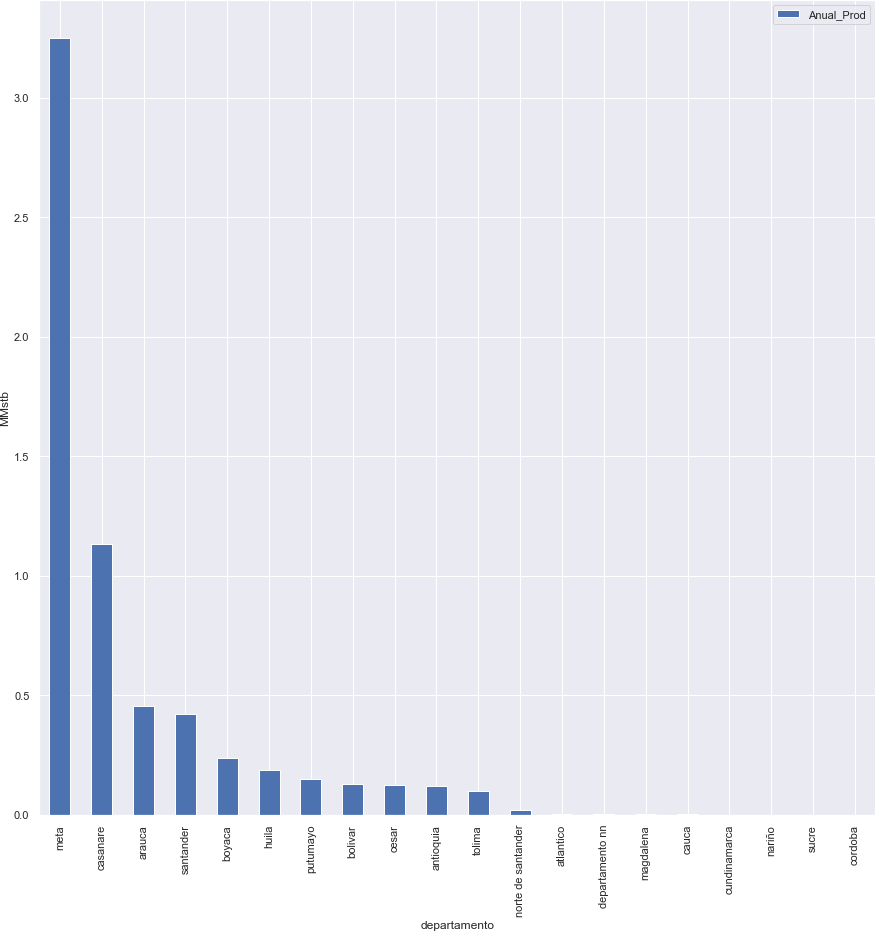 Anual_Prod
3.0
2.5
2.0
1.5
1.0
0.5
0.0
MMstb
meta
casanare
arauca
santander
boyaca
huila
putumayo
bolivar
cesar
antioquia
tolima
norte de santander
atlantico
departamento nn
magdalena
cauca
cundinamarca
nariño
sucre
cordoba
departamento